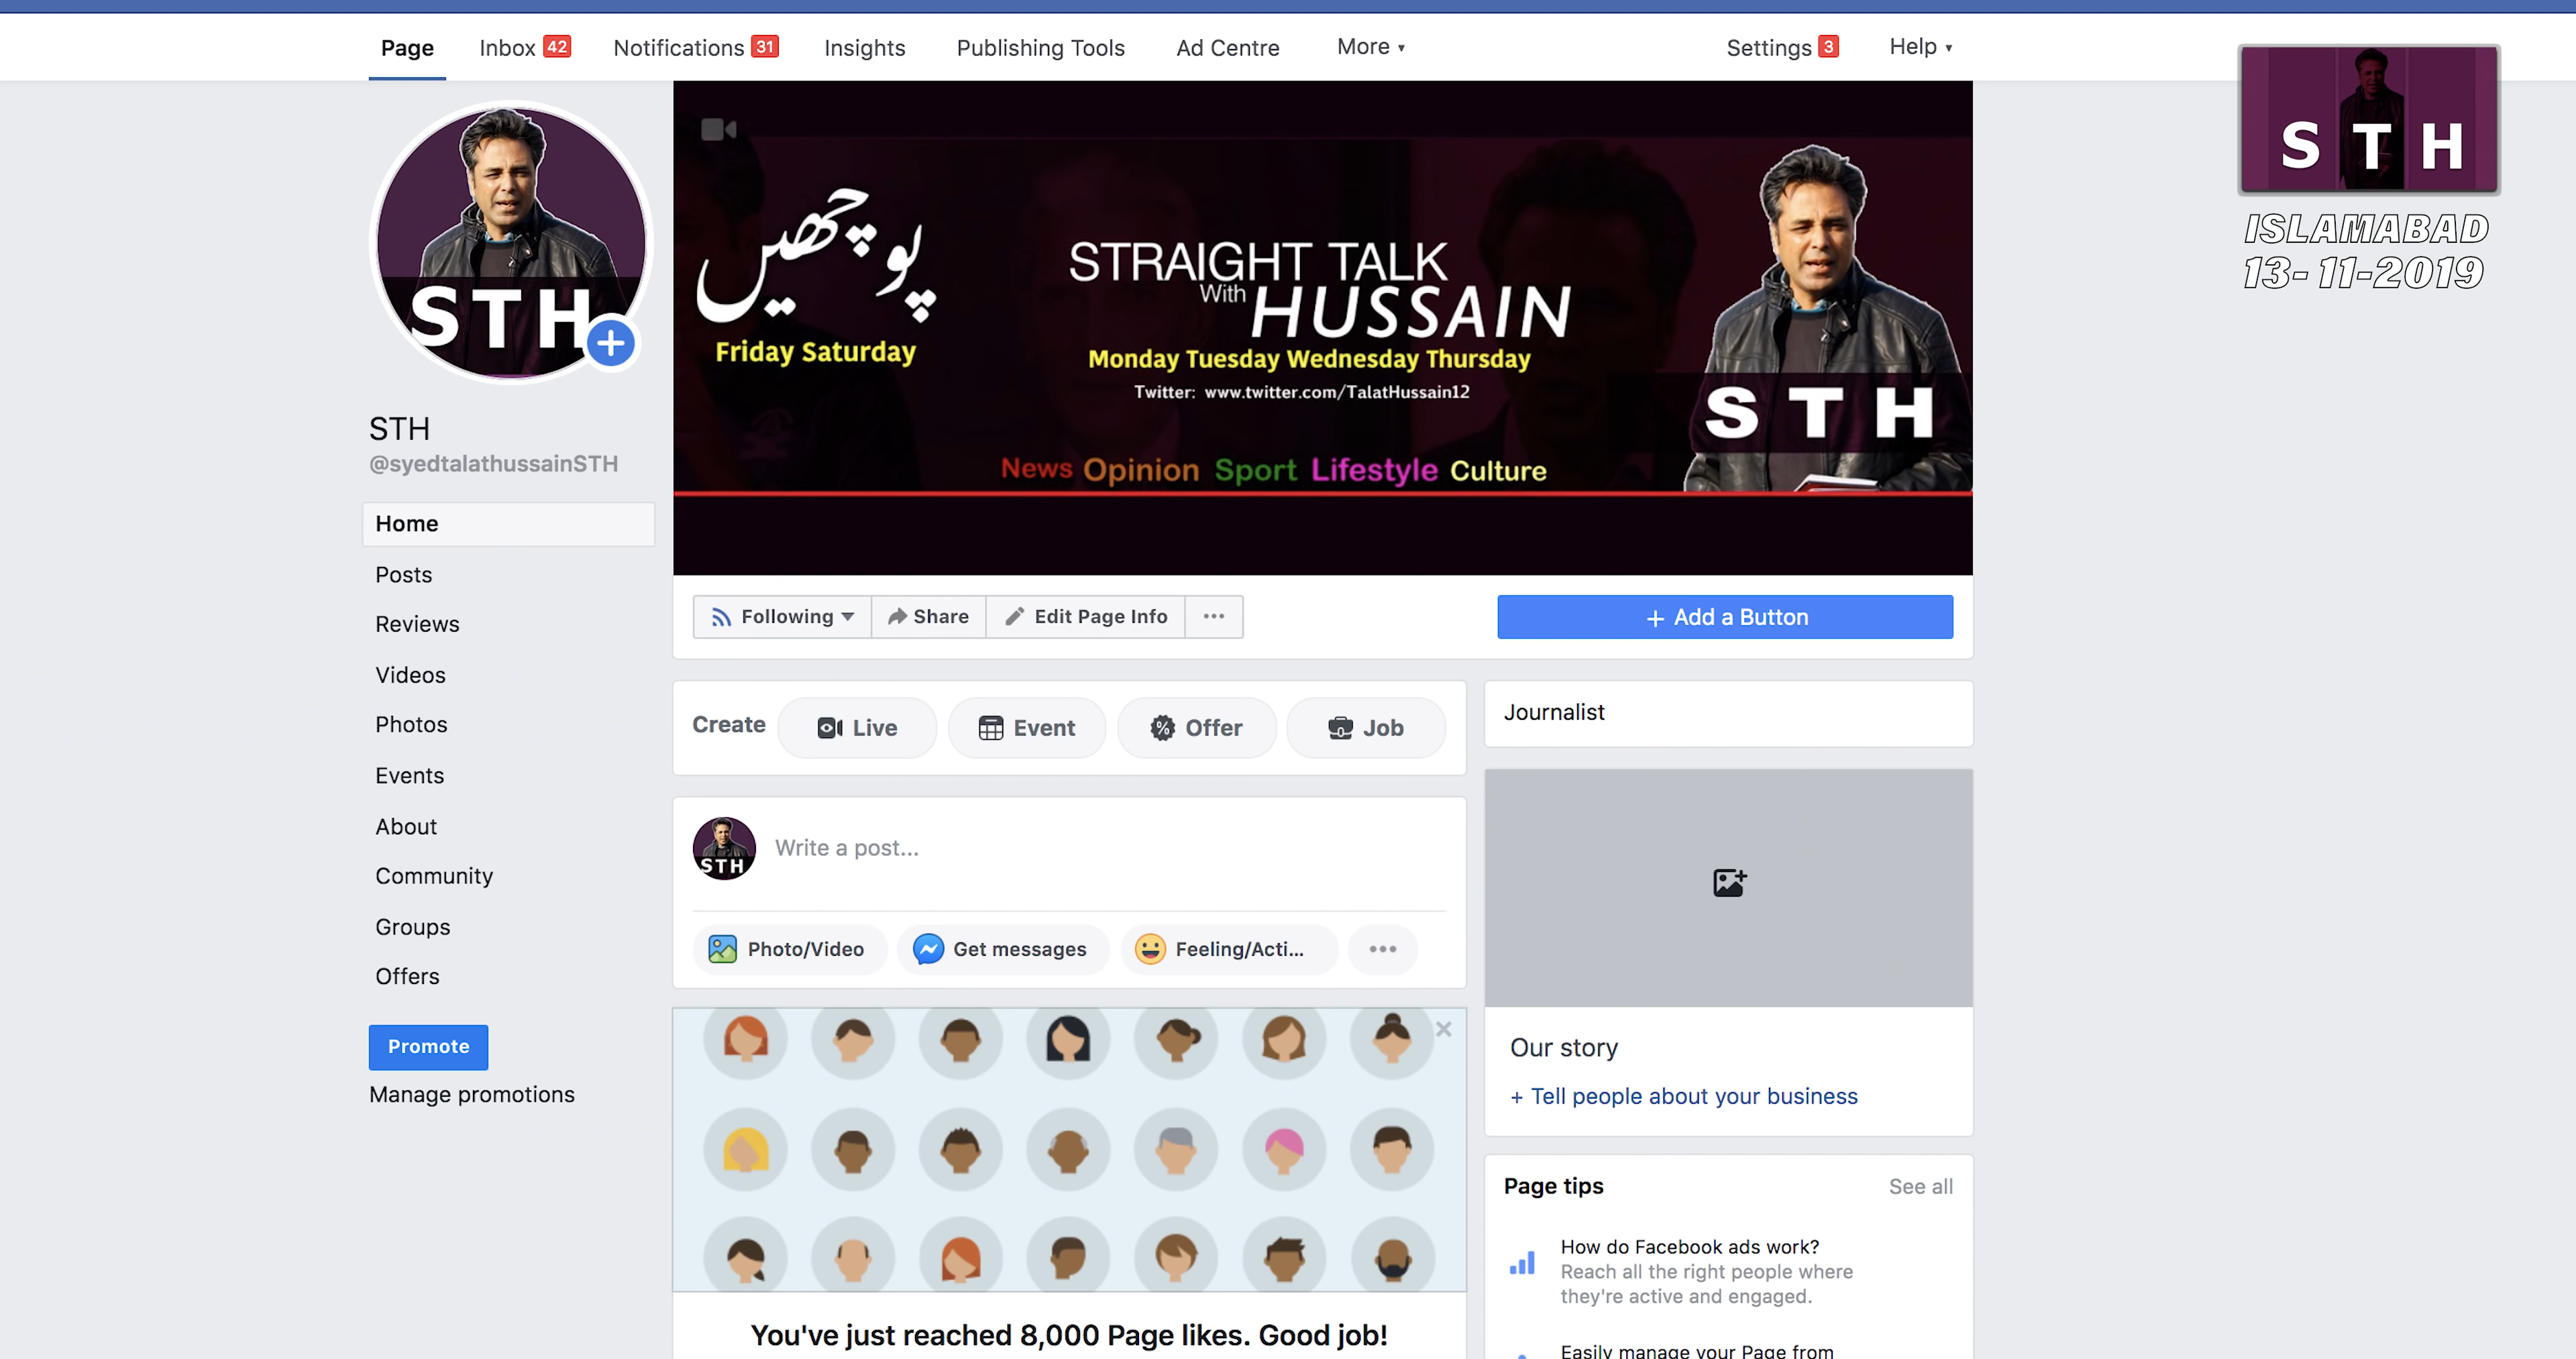 Page
Inbox 42
Notifications 31
Insights
Publishing Tools
Ad Centre
More
Settings 3
Help
STH
ISLAMABAD
13-11-2019
STH
STH
@syedtalathussainSTH
Home
Posts
Reviews
Videos
Photos
Events
About
Community
Groups
Offers
Promote
Manage promotions
پوچھیں
Friday Saturday
STRAIGHT TALK
With HUSSAIN
Monday Tuesday Wednesday Thursday
Twitter: www.twitter.com/TalatHussain12
News Opinion Sport Lifestyle Culture
STH
Following
Share
Edit Page Info
+ Add a Button
Create
Live
Event
Offer
Job
STH
Write a post...
Photo/Video
Get messages
Feeling/Acti...
You've just reached 8,000 Page likes. Good job!
Journalist
Our story
+ Tell people about your business
Page tips
See all
How do Facebook ads work?
Reach all the right people where
they're active and engaged.
Easily manage your Page from